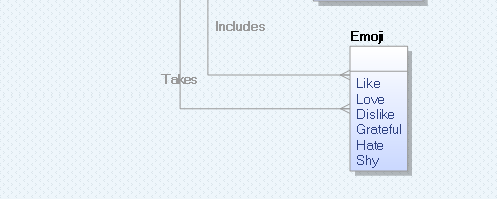 Includes
Emoji
Takes
Like
Love
Dislike
Grateful
Hate
Shy